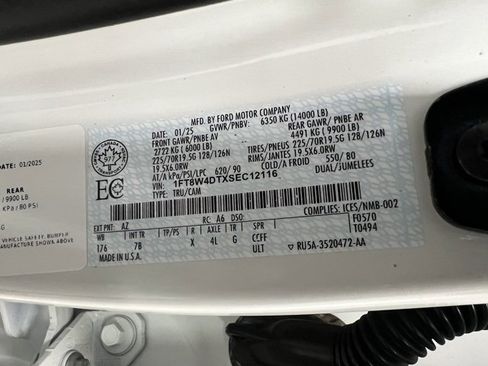 MFD. BY FORD MOTOR COMPANY
DATE: 01/25 GVWR/PNBV: 6350 KG (14000 LB)
FRONT GAWR/ PNBE AV REAR GAWR/ PNBE AR
2722 KG (6000 LB) 4491 KG (9900 LB)
225/70R19.5G 128/126N TIRES/PNEUS 225/70R19.5G 128/126N
19.5X6.0RW RIMS/JANTES 19.5X6.0RW
AT/A kPa/PSI/LPC 620/90 COLD/A FROID 550/80
VIN: 1FT8W4DTXSEC12116 DUAL/JUMELEES
TYPE: TRU/CAM
COMPLIES: ICES/NMB-002
EXT PNT: AZ RC: A6 DSO: F0570
WB INT TR TP/PS R AXLE TR SPR T0494
176 7B X 4L G CCFF
MADE IN U.S.A. RU5A-3520472-AA
DATE: 01/2025
REAR
/ 9900 LB
KPa / 80 PSI
VEHICLE SAFETY, BUMPER
MANUFACTURE SHOWN ABOVE